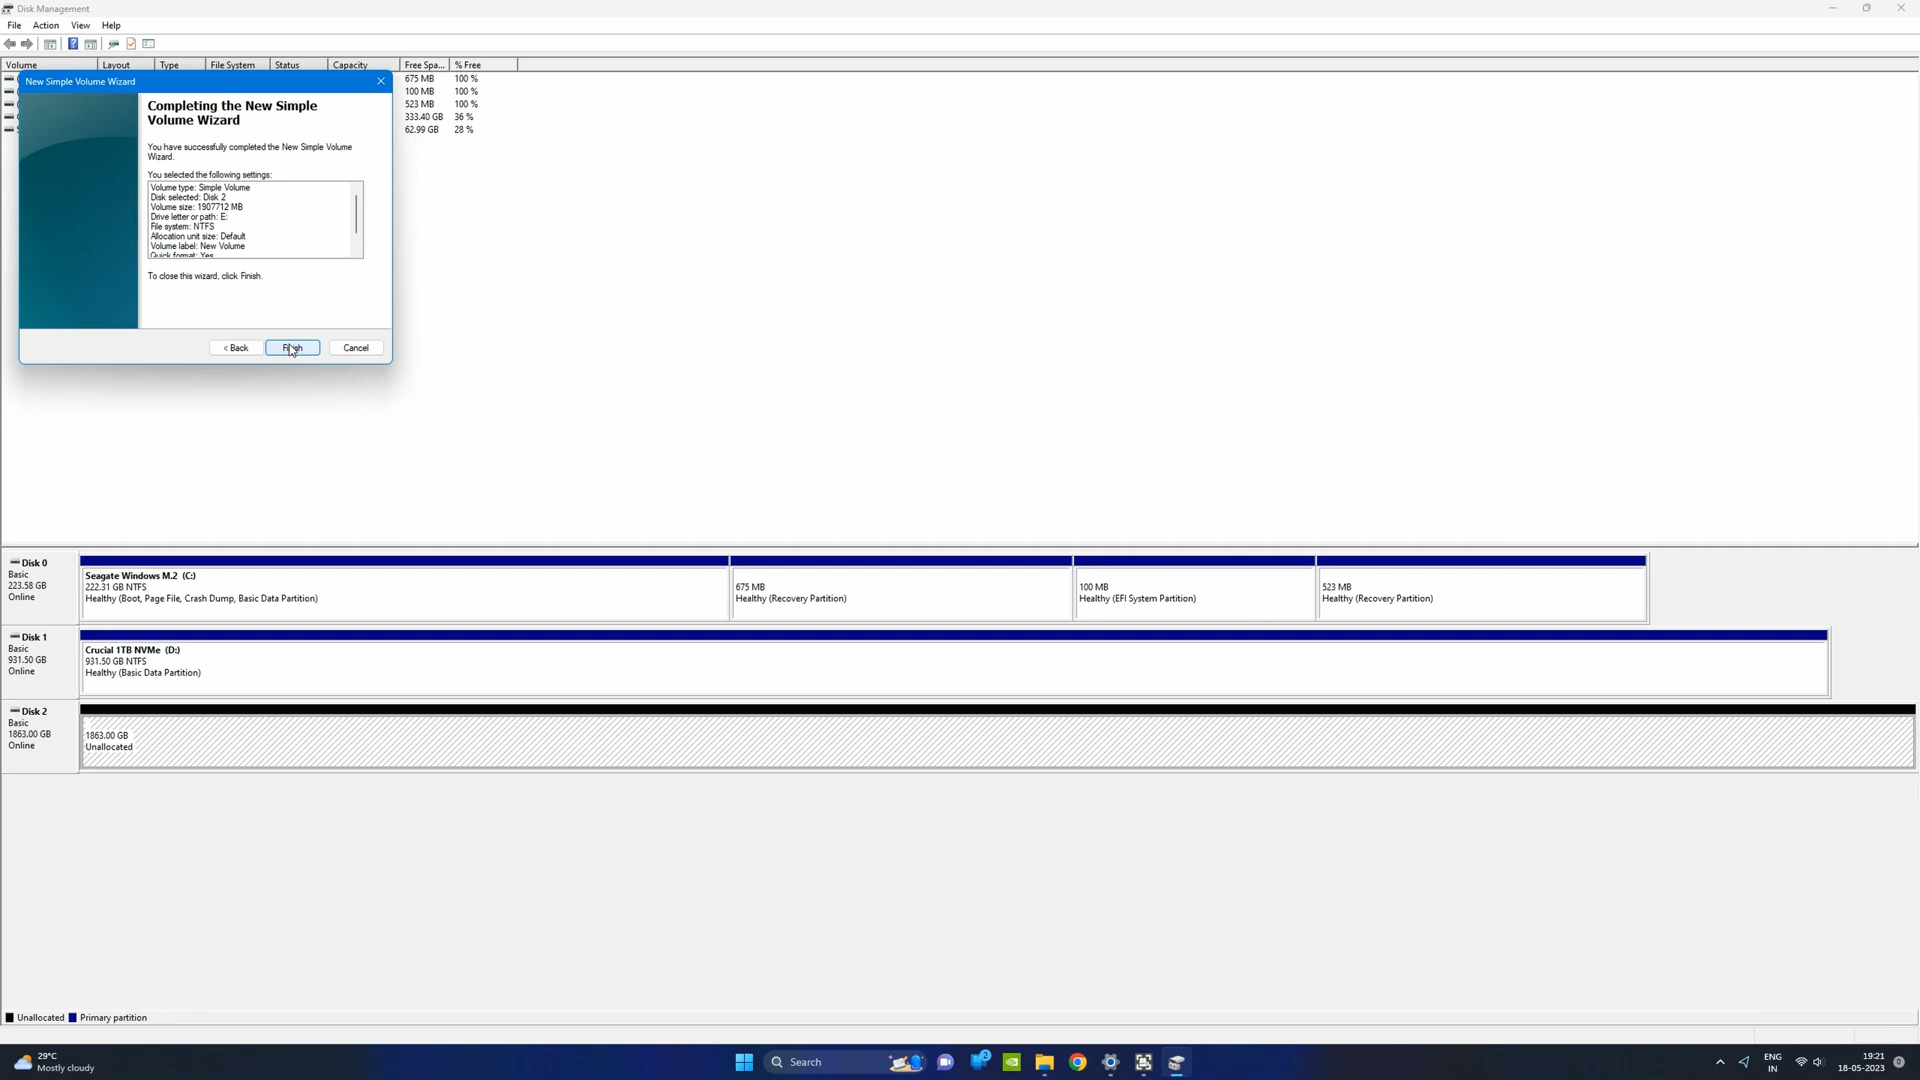 Disk Management
File Action View Help
Volume Layout Type File System Status Capacity Free Spa... % Free
675 MB 100 %
100 MB 100 %
523 MB 100 %
333.40 GB 36 %
62.99 GB 28 %
New Simple Volume Wizard
Completing the New Simple
Volume Wizard
You have successfully completed the New Simple Volume
Wizard.
You selected the following settings:
Volume type: Simple Volume
Disk selected: Disk 2
Volume size: 1907712 MB
Drive letter or path: E:
File system: NTFS
Allocation unit size: Default
Volume label: New Volume
Quick format: Yes
To close this wizard, click Finish.
< Back Finish Cancel
Disk 0
Basic
223.58 GB
Online
Seagate Windows M.2 (C:)
222.31 GB NTFS
Healthy (Boot, Page File, Crash Dump, Basic Data Partition)
675 MB
Healthy (Recovery Partition)
100 MB
Healthy (EFI System Partition)
523 MB
Healthy (Recovery Partition)
Disk 1
Basic
931.50 GB
Online
Crucial 1TB NVMe (D:)
931.50 GB NTFS
Healthy (Basic Data Partition)
Disk 2
Basic
1863.00 GB
Online
1863.00 GB
Unallocated
Unallocated Primary partition
29°C
Mostly cloudy
Search
2
ENG
IN
19:21
18-05-2023